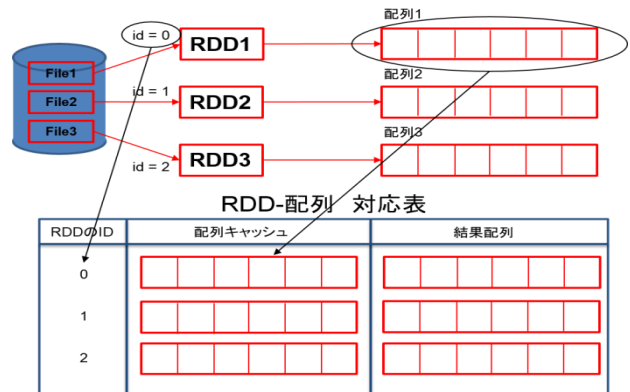 配列1
id = 0
RDD1
File1
配列2
File2
id = 1
RDD2
File3
配列3
id = 2
RDD3
RDD-配列 対応表
RDDのID
配列キャッシュ
結果配列
0
1
2